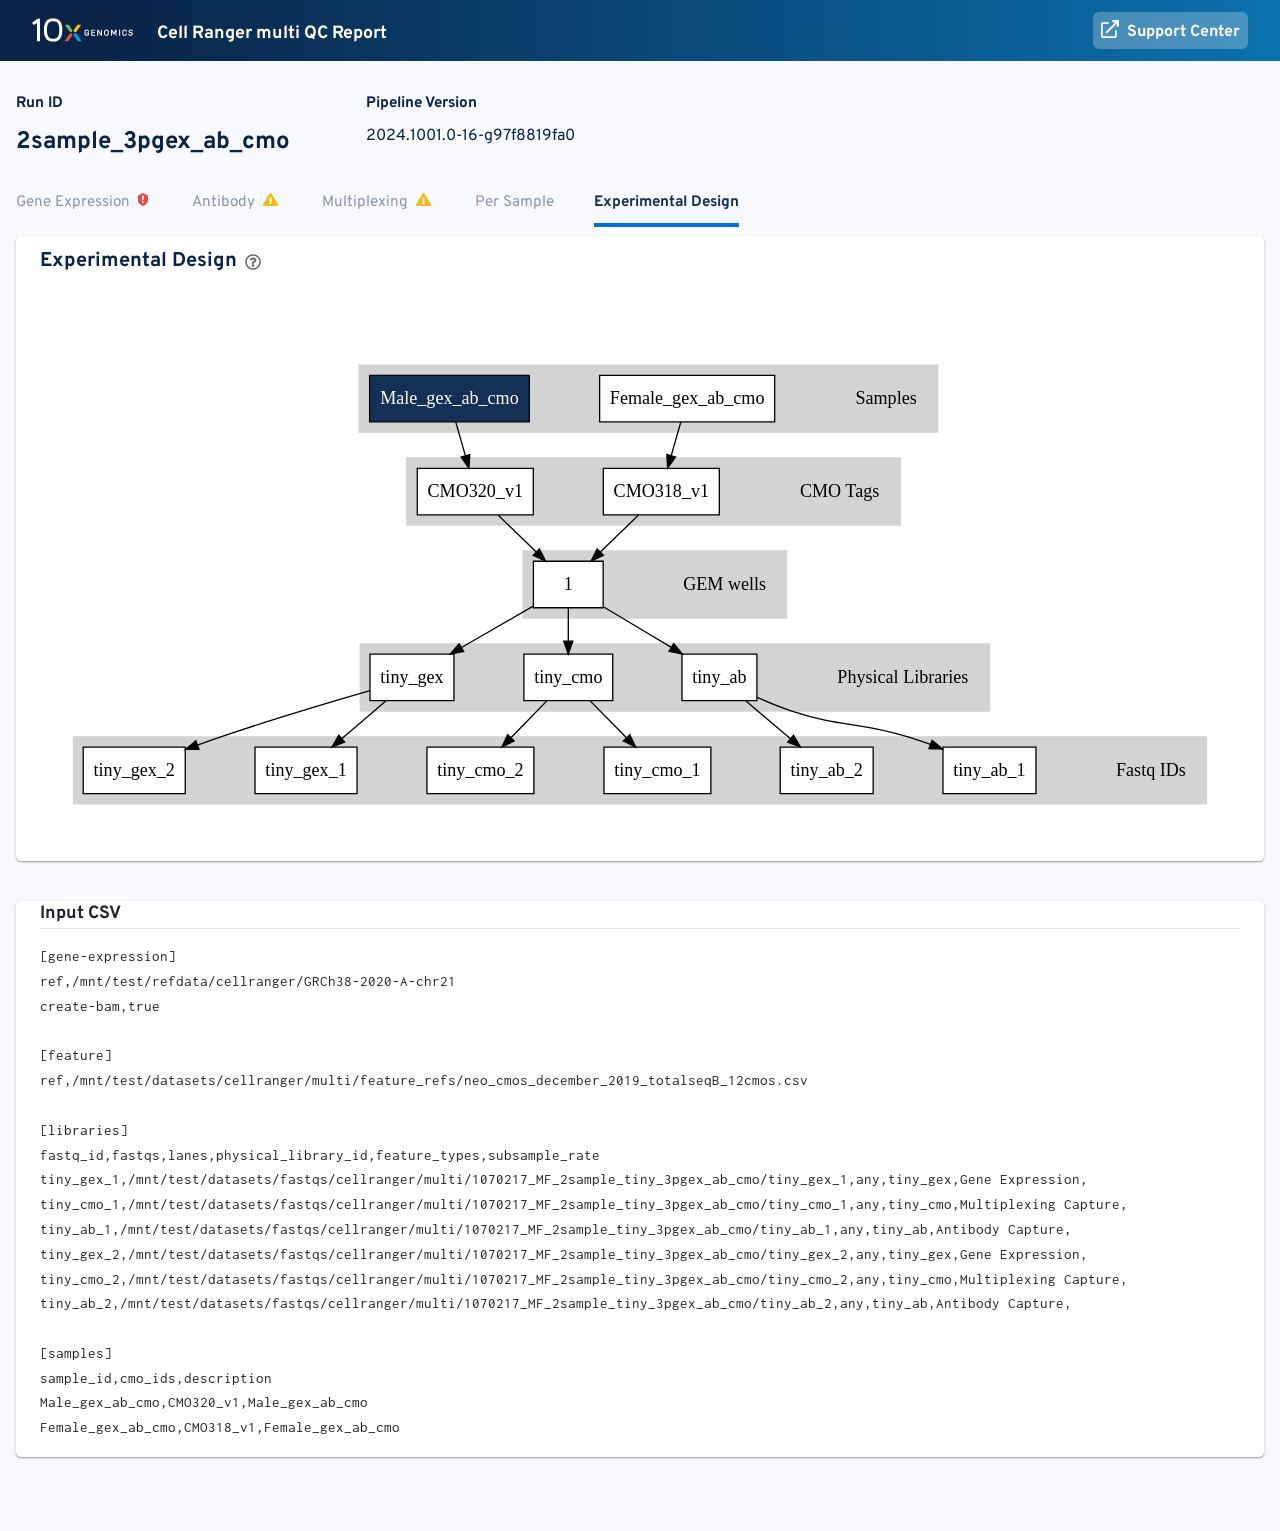 10x GENOMICS Cell Ranger multi QC Report Support Center
Run ID Pipeline Version
2sample_3pgex_ab_cmo 2024.1001.0-16-g97f8819fa0
Gene Expression Antibody Multiplexing Per Sample Experimental Design
Experimental Design
Male_gex_ab_cmo Female_gex_ab_cmo Samples
CMO320_v1 CMO318_v1 CMO Tags
1 GEM wells
tiny_gex tiny_cmo tiny_ab Physical Libraries
tiny_gex_2 tiny_gex_1 tiny_cmo_2 tiny_cmo_1 tiny_ab_2 tiny_ab_1 Fastq IDs
Input CSV
[gene-expression]
ref,/mnt/test/refdata/cellranger/GRCh38-2020-A-chr21
create-bam,true
[feature]
ref,/mnt/test/datasets/cellranger/multi/feature_refs/neo_cmos_december_2019_totalseqB_12cmos.csv
[libraries]
fastq_id,fastqs,lanes,physical_library_id,feature_types,subsample_rate
tiny_gex_1,/mnt/test/datasets/fastqs/cellranger/multi/1070217_MF_2sample_tiny_3pgex_ab_cmo/tiny_gex_1,any,tiny_gex,Gene Expression,
tiny_cmo_1,/mnt/test/datasets/fastqs/cellranger/multi/1070217_MF_2sample_tiny_3pgex_ab_cmo/tiny_cmo_1,any,tiny_cmo,Multiplexing Capture,
tiny_ab_1,/mnt/test/datasets/fastqs/cellranger/multi/1070217_MF_2sample_tiny_3pgex_ab_cmo/tiny_ab_1,any,tiny_ab,Antibody Capture,
tiny_gex_2,/mnt/test/datasets/fastqs/cellranger/multi/1070217_MF_2sample_tiny_3pgex_ab_cmo/tiny_gex_2,any,tiny_gex,Gene Expression,
tiny_cmo_2,/mnt/test/datasets/fastqs/cellranger/multi/1070217_MF_2sample_tiny_3pgex_ab_cmo/tiny_cmo_2,any,tiny_cmo,Multiplexing Capture,
tiny_ab_2,/mnt/test/datasets/fastqs/cellranger/multi/1070217_MF_2sample_tiny_3pgex_ab_cmo/tiny_ab_2,any,tiny_ab,Antibody Capture,
[samples]
sample_id,cmo_ids,description
Male_gex_ab_cmo,CMO320_v1,Male_gex_ab_cmo
Female_gex_ab_cmo,CMO318_v1,Female_gex_ab_cmo